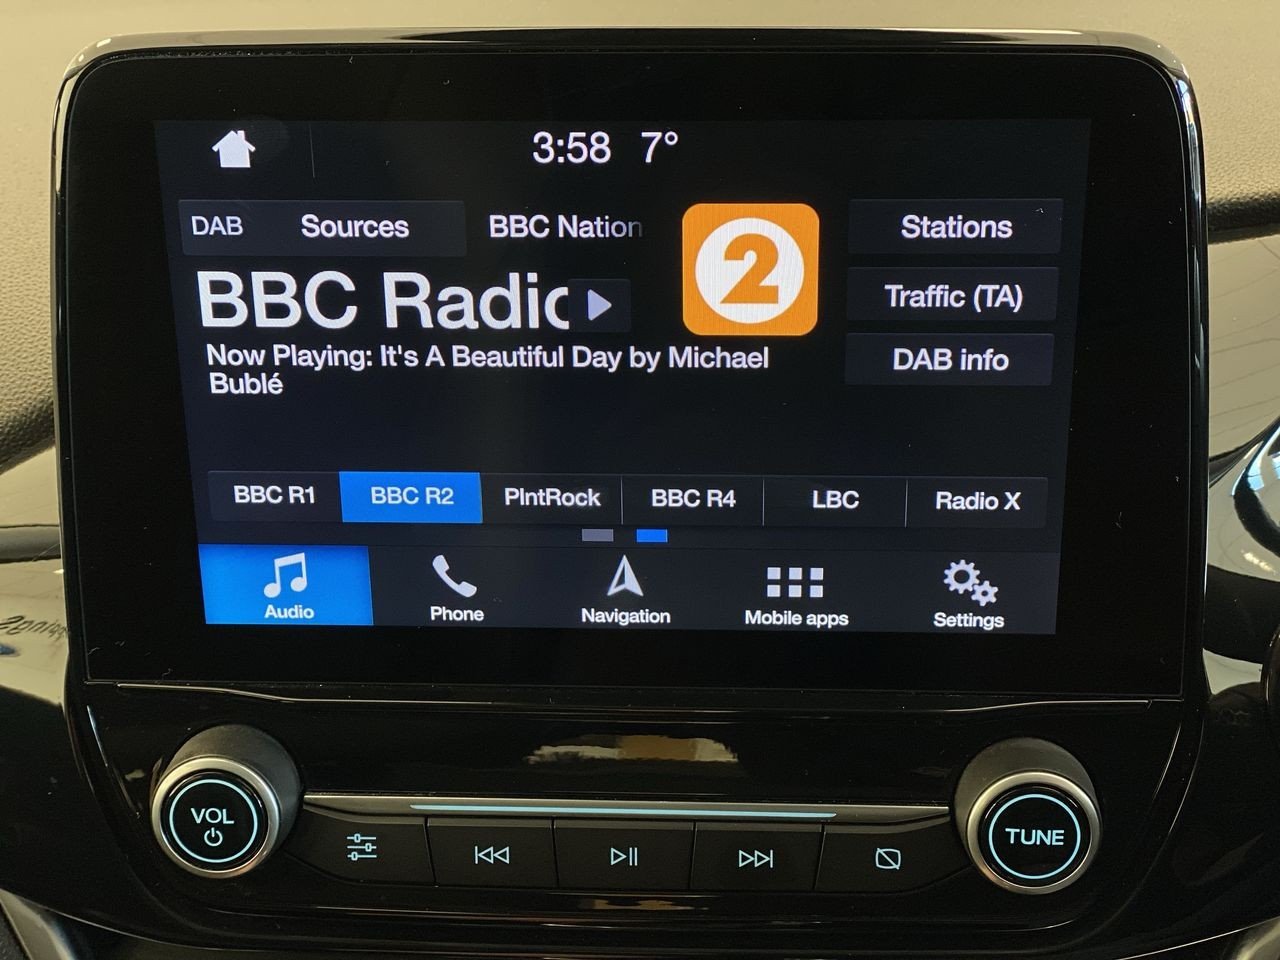 3:58 7°
DAB Sources BBC Nation
2
Stations
BBC Radio
Traffic (TA)
Now Playing: It's A Beautiful Day by Michael
Bublé
DAB info
BBC R1 BBC R2 PlntRock BBC R4 LBC Radio X
Audio Phone Navigation Mobile apps Settings
VOL
TUNE